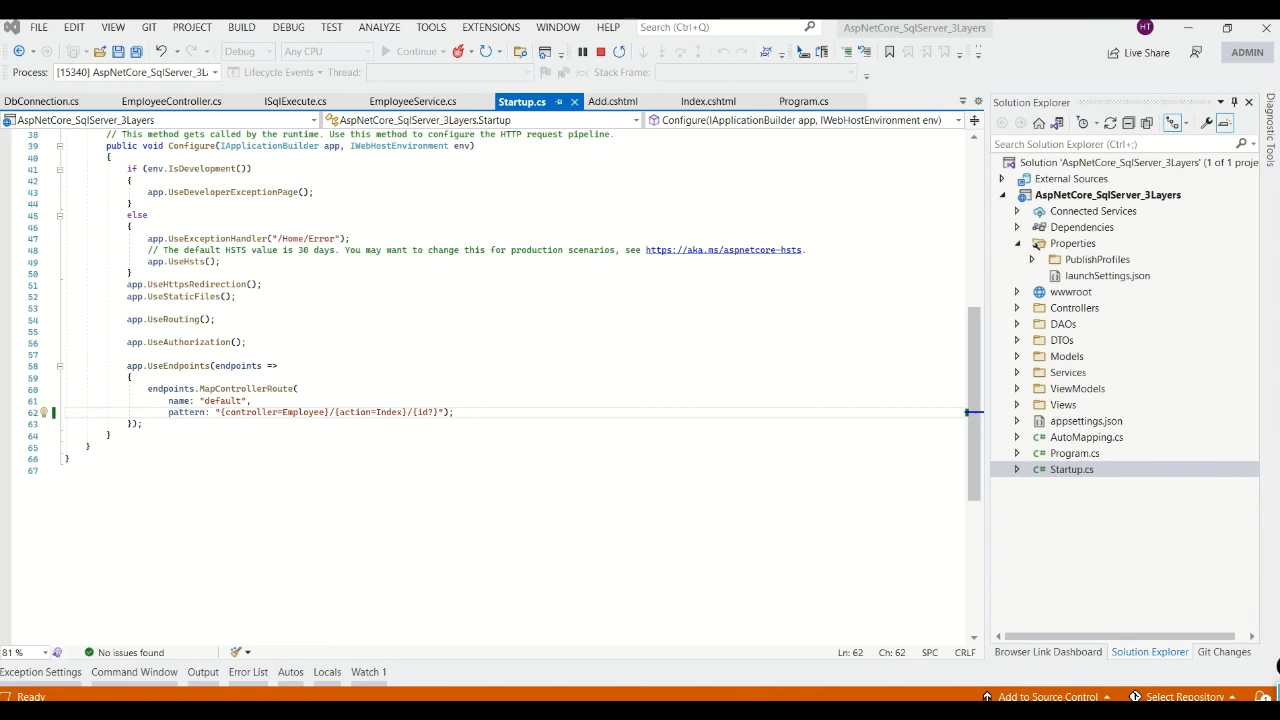 FILE EDIT VIEW GIT PROJECT BUILD DEBUG TEST ANALYZE TOOLS EXTENSIONS WINDOW HELP Search (Ctrl+Q) AspNetCore_SqlServer_3Layers HT
Debug Any CPU Continue Live Share ADMIN
Process: [15340] AspNetCore_SqlServer_3La Lifecycle Events Thread: Stack Frame:
DbConnection.cs EmployeeController.cs ISqlExecute.cs EmployeeService.cs Startup.cs Add.cshtml Index.cshtml Program.cs
AspNetCore_SqlServer_3Layers AspNetCore_SqlServer_3Layers.Startup Configure(IApplicationBuilder app, IWebHostEnvironment env)
38 // This method gets called by the runtime. Use this method to configure the HTTP request pipeline.
39 public void Configure(IApplicationBuilder app, IWebHostEnvironment env)
40 {
41 if (env.IsDevelopment())
42 {
43 app.UseDeveloperExceptionPage();
44 }
45 else
46 {
47 app.UseExceptionHandler("/Home/Error");
48 // The default HSTS value is 30 days. You may want to change this for production scenarios, see https://aka.ms/aspnetcore-hsts.
49 app.UseHsts();
50 }
51 app.UseHttpsRedirection();
52 app.UseStaticFiles();
53
54 app.UseRouting();
55
56 app.UseAuthorization();
57
58 app.UseEndpoints(endpoints =>
59 {
60 endpoints.MapControllerRoute(
61 name: "default",
62 pattern: "{controller=Employee}/{action=Index}/{id?}");
63 });
64 }
65 }
66 }
67
81 % No issues found Ln: 62 Ch: 62 SPC CRLF
Exception Settings Command Window Output Error List Autos Locals Watch 1
Ready Add to Source Control Select Repository
Solution Explorer
Search Solution Explorer (Ctrl+;)
Solution 'AspNetCore_SqlServer_3Layers' (1 of 1 proje
External Sources
AspNetCore_SqlServer_3Layers
Connected Services
Dependencies
Properties
PublishProfiles
launchSettings.json
wwwroot
Controllers
DAOs
DTOs
Models
Services
ViewModels
Views
appsettings.json
AutoMapping.cs
Program.cs
Startup.cs
Browser Link Dashboard Solution Explorer Git Changes
Diagnostic Tools